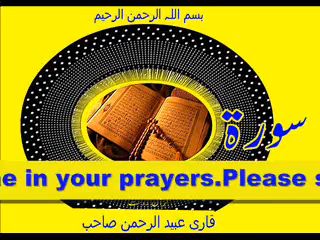 بسم اللہ الرحمن الرحیم
سورة
in your prayers.Please
قاری عبید الرحمن صاحب